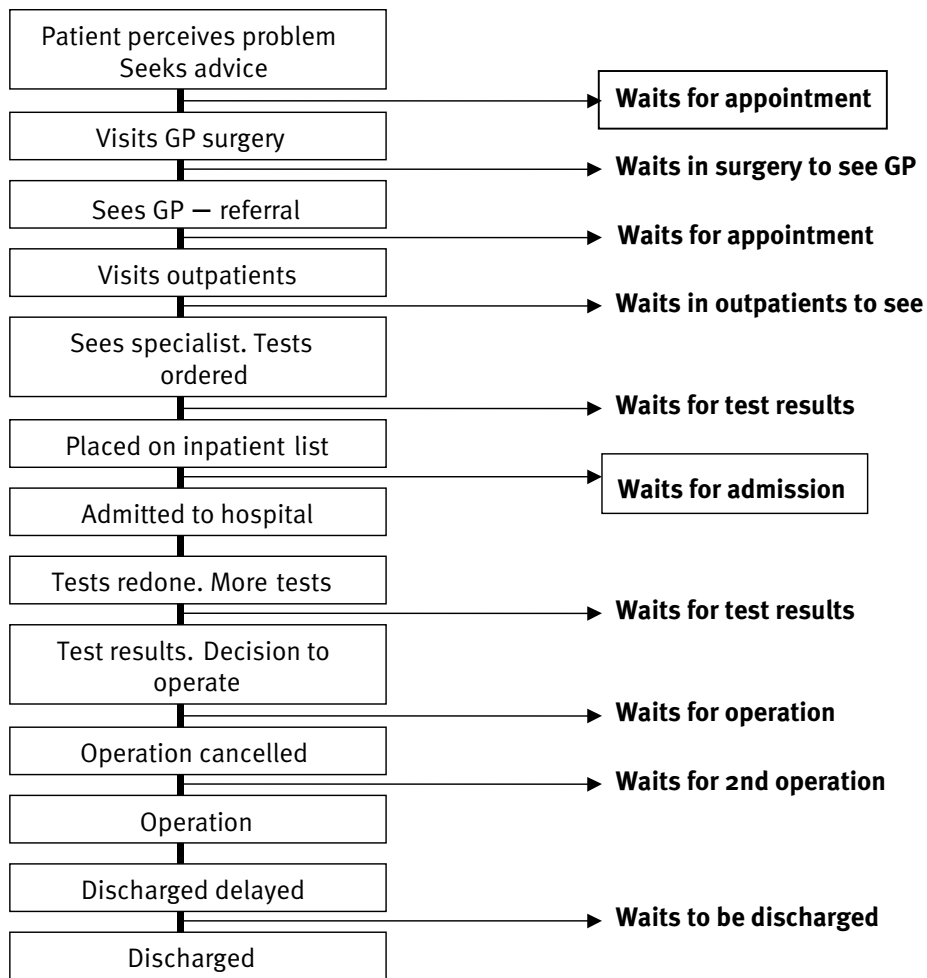 Patient perceives problem
Seeks advice
Waits for appointment
Visits GP surgery
Waits in surgery to see GP
Sees GP — referral
Waits for appointment
Visits outpatients
Waits in outpatients to see
Sees specialist. Tests
ordered
Waits for test results
Placed on inpatient list
Waits for admission
Admitted to hospital
Tests redone. More tests
Waits for test results
Test results. Decision to
operate
Waits for operation
Operation cancelled
Waits for 2nd operation
Operation
Discharged delayed
Waits to be discharged
Discharged